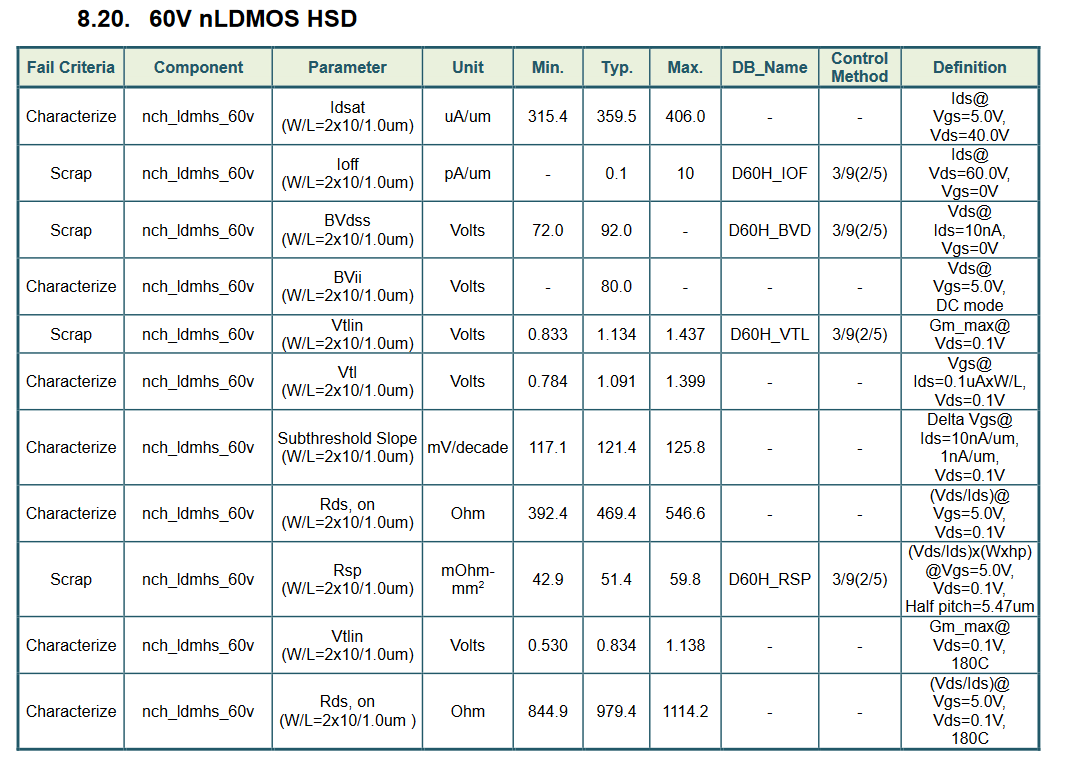 8.20. 60V nLDMOS HSD
Fail Criteria Component Parameter Unit Min. Typ. Max. DB_Name Control Method Definition
Characterize nch_ldmhs_60v Idsat (W/L=2x10/1.0um) uA/um 315.4 359.5 406.0 - - Ids@ Vgs=5.0V, Vds=40.0V
Scrap nch_ldmhs_60v Ioff (W/L=2x10/1.0um) pA/um - 0.1 10 D60H_IOF 3/9(2/5) Ids@ Vds=60.0V, Vgs=0V
Scrap nch_ldmhs_60v BVdss (W/L=2x10/1.0um) Volts 72.0 92.0 - D60H_BVD 3/9(2/5) Vds@ Ids=10nA, Vgs=0V
Characterize nch_ldmhs_60v BVii (W/L=2x10/1.0um) Volts - 80.0 - - - Vds@ Vgs=5.0V, DC mode
Scrap nch_ldmhs_60v Vtlin (W/L=2x10/1.0um) Volts 0.833 1.134 1.437 D60H_VTL 3/9(2/5) Gm_max@ Vds=0.1V
Characterize nch_ldmhs_60v Vtl (W/L=2x10/1.0um) Volts 0.784 1.091 1.399 - - Vgs@ Ids=0.1uAxW/L, Vds=0.1V
Characterize nch_ldmhs_60v Subthreshold Slope (W/L=2x10/1.0um) mV/decade 117.1 121.4 125.8 - - Delta Vgs@ Ids=10nA/um, 1nA/um, Vds=0.1V
Characterize nch_ldmhs_60v Rds, on (W/L=2x10/1.0um) Ohm 392.4 469.4 546.6 - - (Vds/Ids)@ Vgs=5.0V, Vds=0.1V
Scrap nch_ldmhs_60v Rsp (W/L=2x10/1.0um) mOhm-mm² 42.9 51.4 59.8 D60H_RSP 3/9(2/5) (Vds/Ids)x(Wxhp) @Vgs=5.0V, Vds=0.1V, Half pitch=5.47um
Characterize nch_ldmhs_60v Vtlin (W/L=2x10/1.0um) Volts 0.530 0.834 1.138 - - Gm_max@ Vds=0.1V, 180C
Characterize nch_ldmhs_60v Rds, on (W/L=2x10/1.0um ) Ohm 844.9 979.4 1114.2 - - (Vds/Ids)@ Vgs=5.0V, Vds=0.1V, 180C